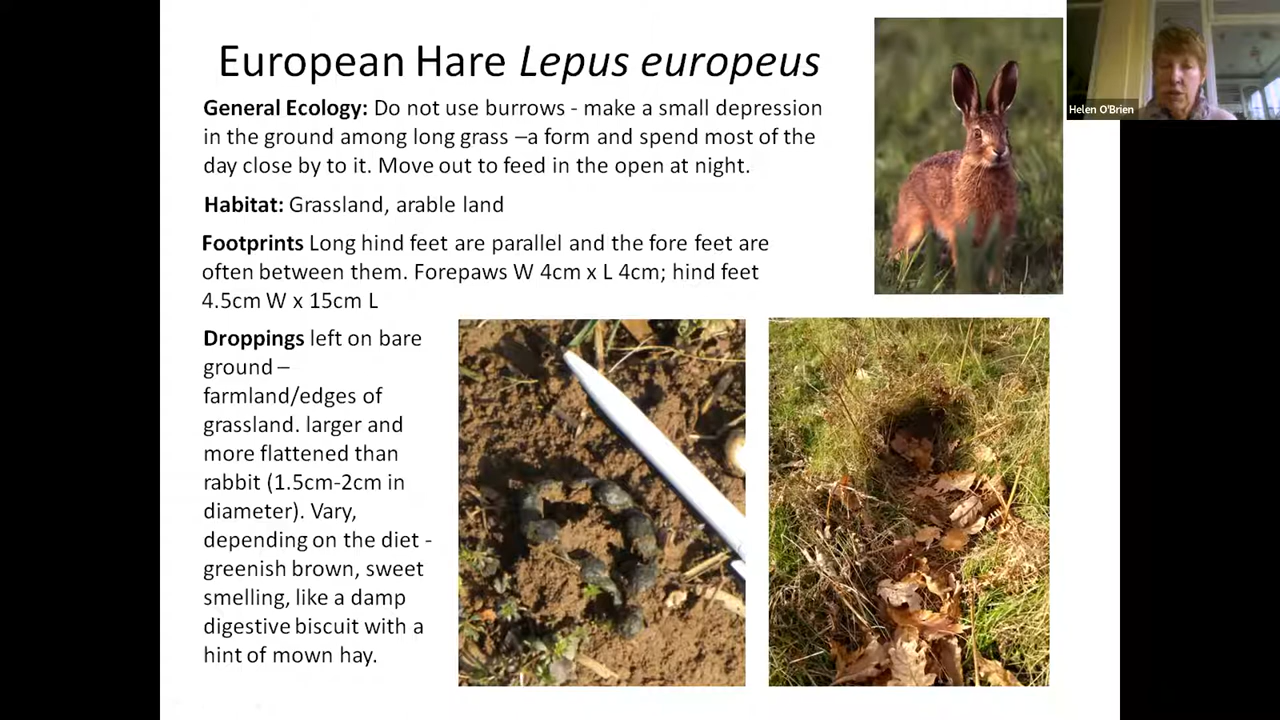 European Hare Lepus europeus
General Ecology: Do not use burrows - make a small depression
in the ground among long grass –a form and spend most of the
day close by to it. Move out to feed in the open at night.
Habitat: Grassland, arable land
Footprints Long hind feet are parallel and the fore feet are
often between them. Forepaws W 4cm x L 4cm; hind feet
4.5cm W x 15cm L
Droppings left on bare
ground –
farmland/edges of
grassland. larger and
more flattened than
rabbit (1.5cm-2cm in
diameter). Vary,
depending on the diet -
greenish brown, sweet
smelling, like a damp
digestive biscuit with a
hint of mown hay.
Helen O'Brien